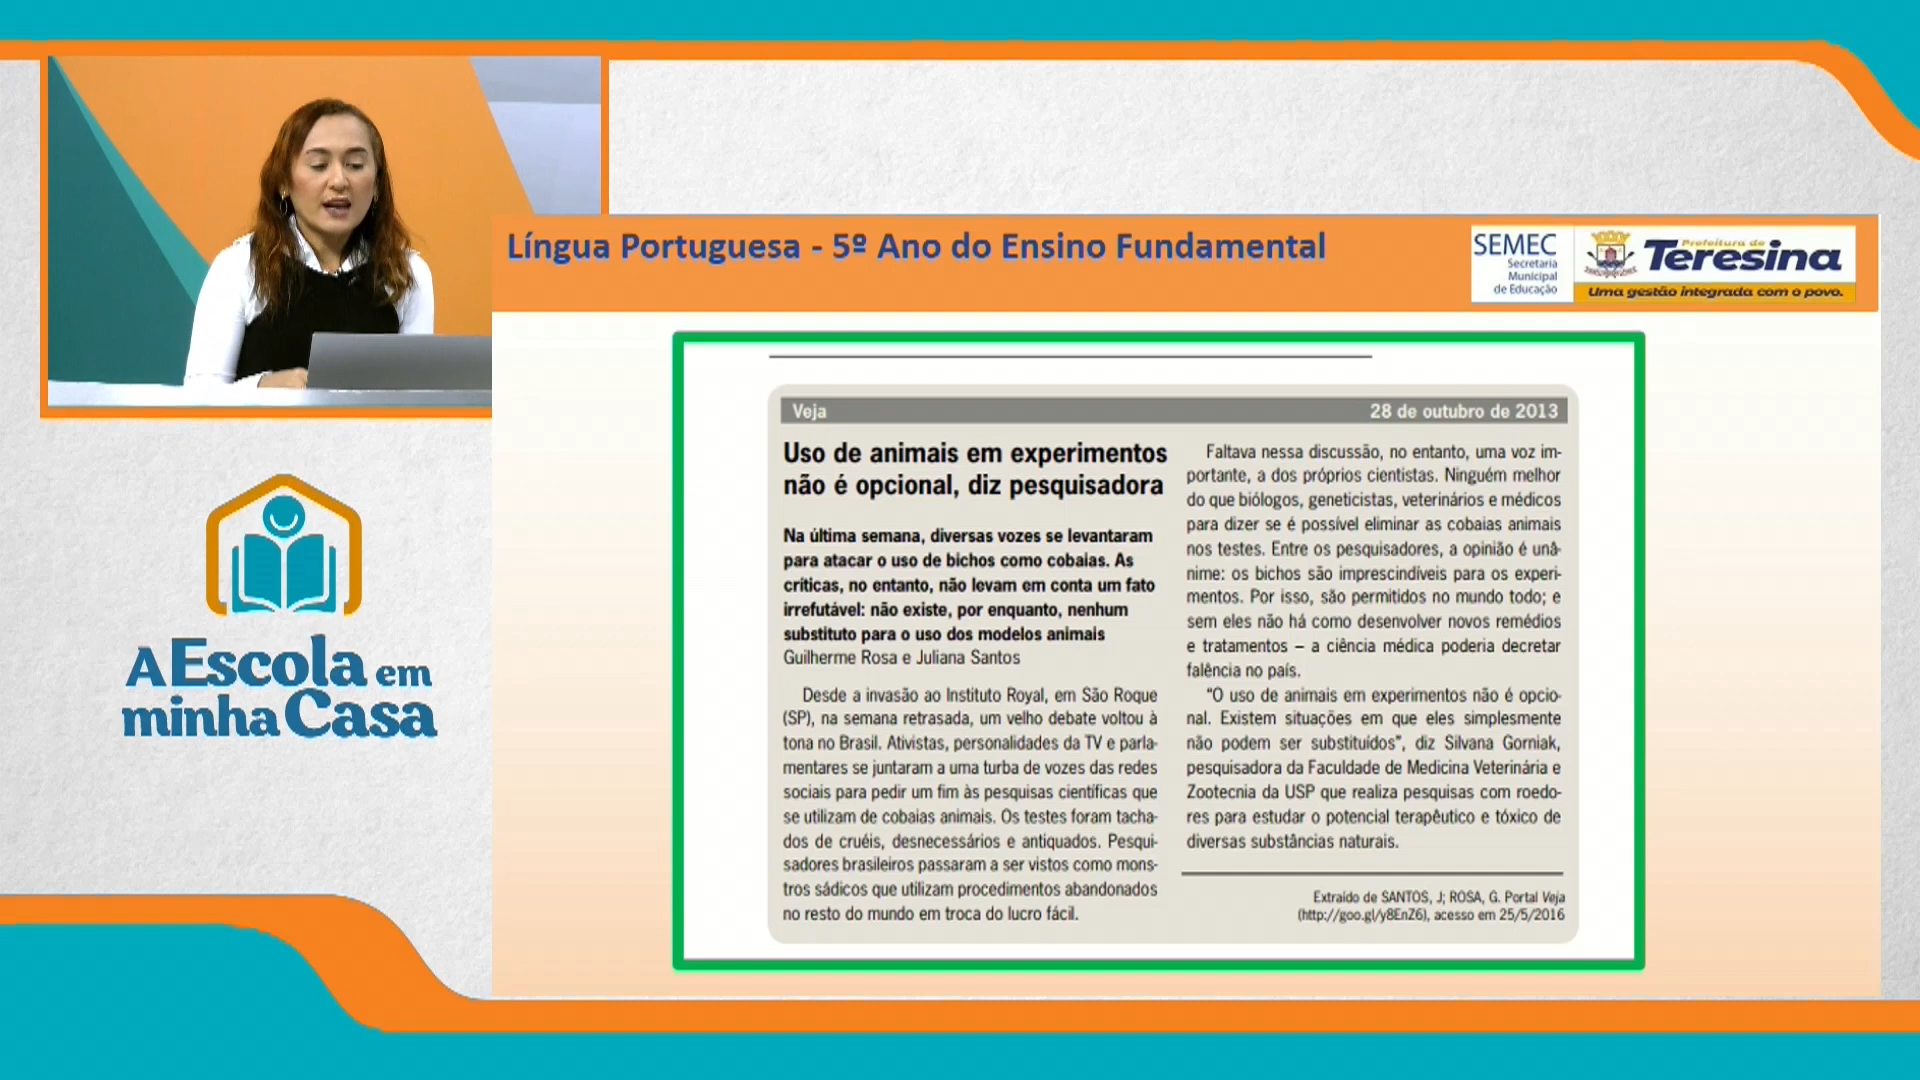 Língua Portuguesa - 5º Ano do Ensino Fundamental
SEMEC
Secretaria
Municipal
de Educação
Prefeitura de
Teresina
Uma gestão integrada com o povo.
A Escola em
minha Casa
Veja
28 de outubro de 2013
Uso de animais em experimentos
não é opcional, diz pesquisadora
Na última semana, diversas vozes se levantaram
para atacar o uso de bichos como cobaias. As
críticas, no entanto, não levam em conta um fato
irrefutável: não existe, por enquanto, nenhum
substituto para o uso dos modelos animais
Guilherme Rosa e Juliana Santos
Desde a invasão ao Instituto Royal, em São Roque
(SP), na semana retrasada, um velho debate voltou à
tona no Brasil. Ativistas, personalidades da TV e parla-
mentares se juntaram a uma turba de vozes das redes
sociais para pedir um fim às pesquisas científicas que
se utilizam de cobaias animais. Os testes foram tacha-
dos de cruéis, desnecessários e antiquados. Pesqui-
sadores brasileiros passaram a ser vistos como mons-
tros sádicos que utilizam procedimentos abandonados
no resto do mundo em troca do lucro fácil.
Faltava nessa discussão, no entanto, uma voz im-
portante, a dos próprios cientistas. Ninguém melhor
do que biólogos, geneticistas, veterinários e médicos
para dizer se é possível eliminar as cobaias animais
nos testes. Entre os pesquisadores, a opinião é unâ-
nime: os bichos são imprescindíveis para os experi-
mentos. Por isso, são permitidos no mundo todo; e
sem eles não há como desenvolver novos remédios
e tratamentos – a ciência médica poderia decretar
falência no país.
“O uso de animais em experimentos não é opcio-
nal. Existem situações em que eles simplesmente
não podem ser substituídos”, diz Silvana Gorniak,
pesquisadora da Faculdade de Medicina Veterinária e
Zootecnia da USP que realiza pesquisas com roedo-
res para estudar o potencial terapêutico e tóxico de
diversas substâncias naturais.
Extraído de SANTOS, J; ROSA, G. Portal Veja
(http://goo.gl/y8EnZ6), acesso em 25/5/2016